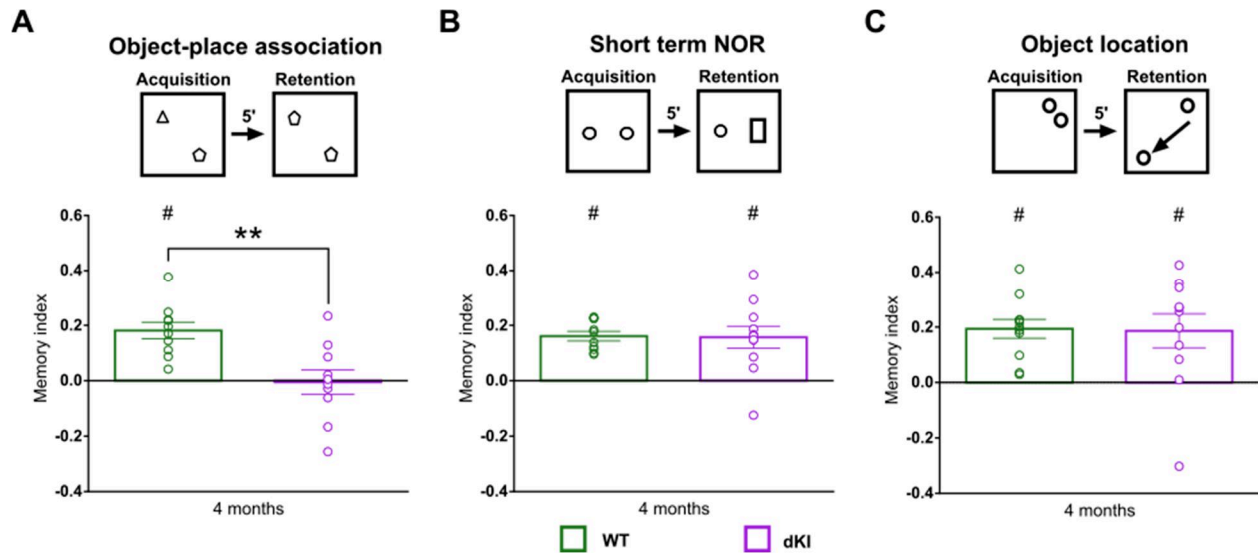 A
Object-place association
Acquisition Retention
5'
#
**
0.6
0.4
0.2
0.0
-0.2
-0.4
Memory index
4 months
B
Short term NOR
Acquisition Retention
5'
# #
0.6
0.4
0.2
0.0
-0.2
-0.4
Memory index
4 months
C
Object location
Acquisition Retention
5'
# #
0.6
0.4
0.2
0.0
-0.2
-0.4
Memory index
4 months
WT dKI